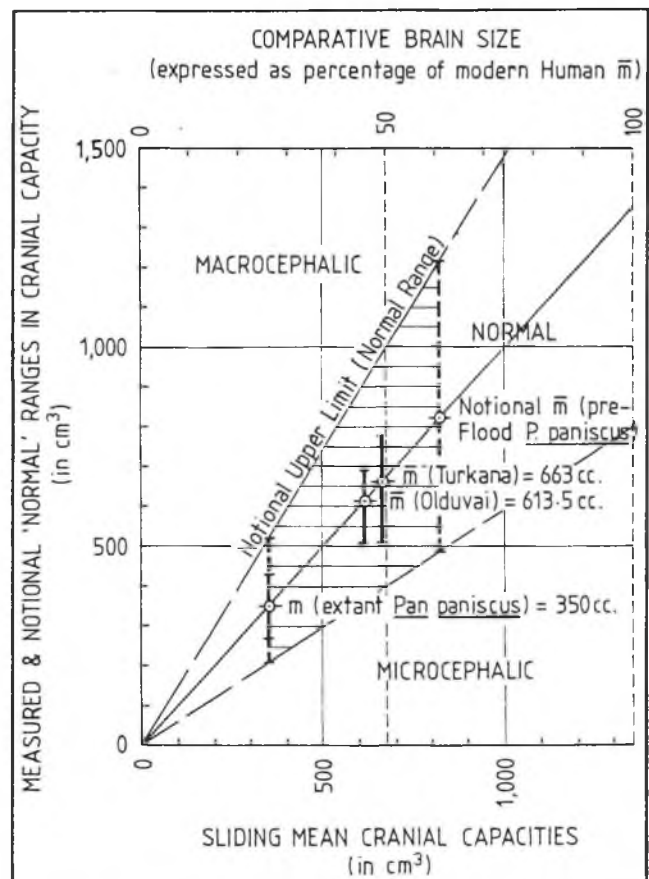 COMPARATIVE BRAIN SIZE
(expressed as percentage of modern Human m̄)
0
50
100
MEASURED & NOTIONAL 'NORMAL' RANGES IN CRANIAL CAPACITY
(in cm³)
1,500
1,000
500
0
MACROCEPHALIC
Notional Upper Limit (Normal Range)
NORMAL
Notional m̄ (pre-
Flood P. paniscus)
m̄ (Turkana) = 663 cc.
m̄ (Olduvai) = 613·5 cc.
m (extant Pan paniscus) = 350 cc.
MICROCEPHALIC
0
500
1,000
SLIDING MEAN CRANIAL CAPACITIES
(in cm³)